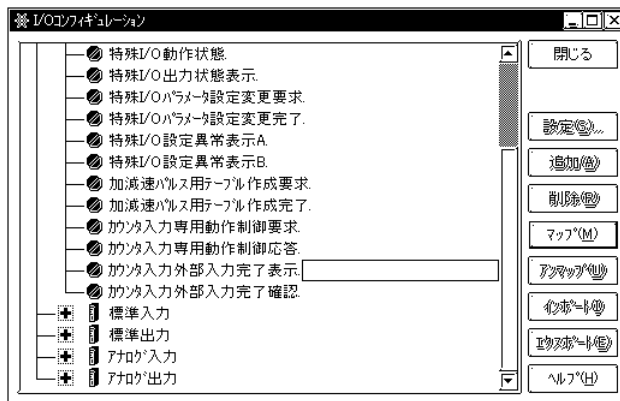 I/Oコンフィギュレーション
特殊I/O動作状態.
特殊I/O出力状態表示.
特殊I/Oパラメータ設定変更要求.
特殊I/Oパラメータ設定変更完了.
特殊I/O設定異常表示A.
特殊I/O設定異常表示B.
加減速パルス用テーブル作成要求.
加減速パルス用テーブル作成完了.
カウンタ入力専用動作制御要求.
カウンタ入力専用動作制御応答.
カウンタ入力外部入力完了表示.
カウンタ入力外部入力完了確認.
標準入力
標準出力
アナログ入力
アナログ出力
閉じる
設定(S)...
追加(A)
削除(R)
マップ(M)
アンマップ(U)
インポート(I)
エクスポート(E)
ヘルプ(H)